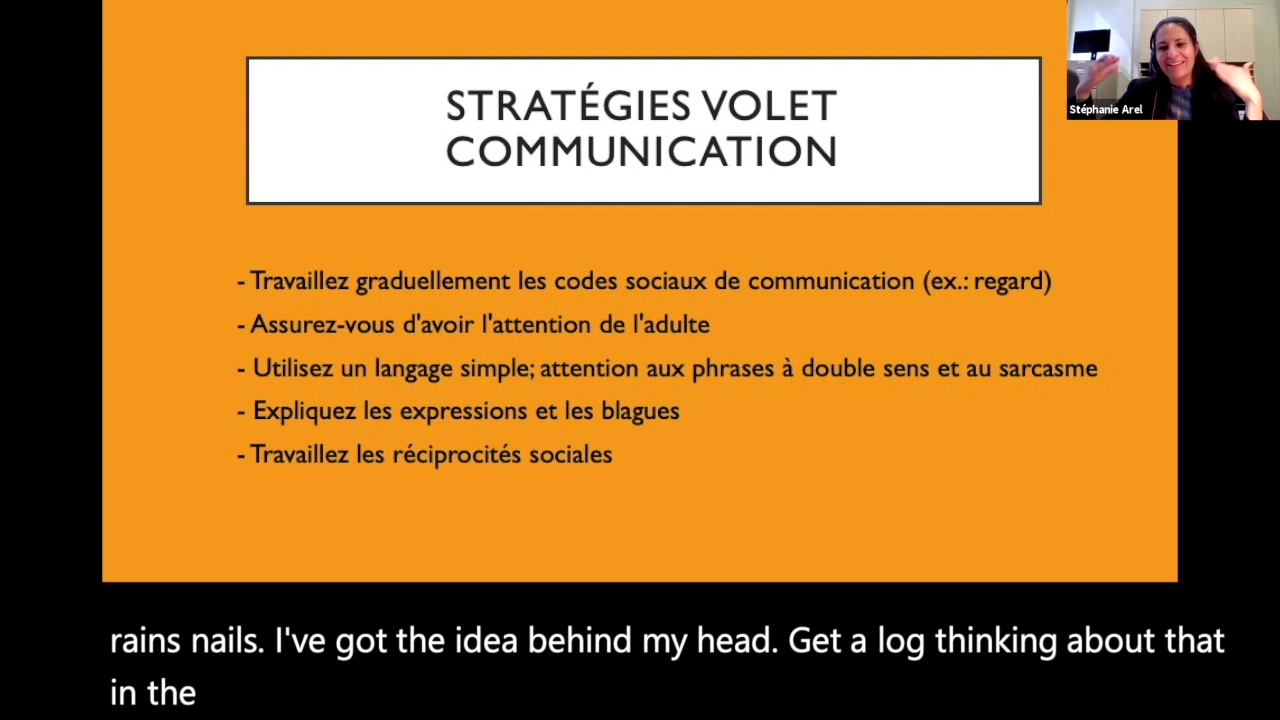 STRATÉGIES VOLET
COMMUNICATION
Stéphanie Arel
- Travaillez graduellement les codes sociaux de communication (ex.: regard)
- Assurez-vous d'avoir l'attention de l'adulte
- Utilisez un langage simple; attention aux phrases à double sens et au sarcasme
- Expliquez les expressions et les blagues
- Travaillez les réciprocités sociales
rains nails. I've got the idea behind my head. Get a log thinking about that
in the